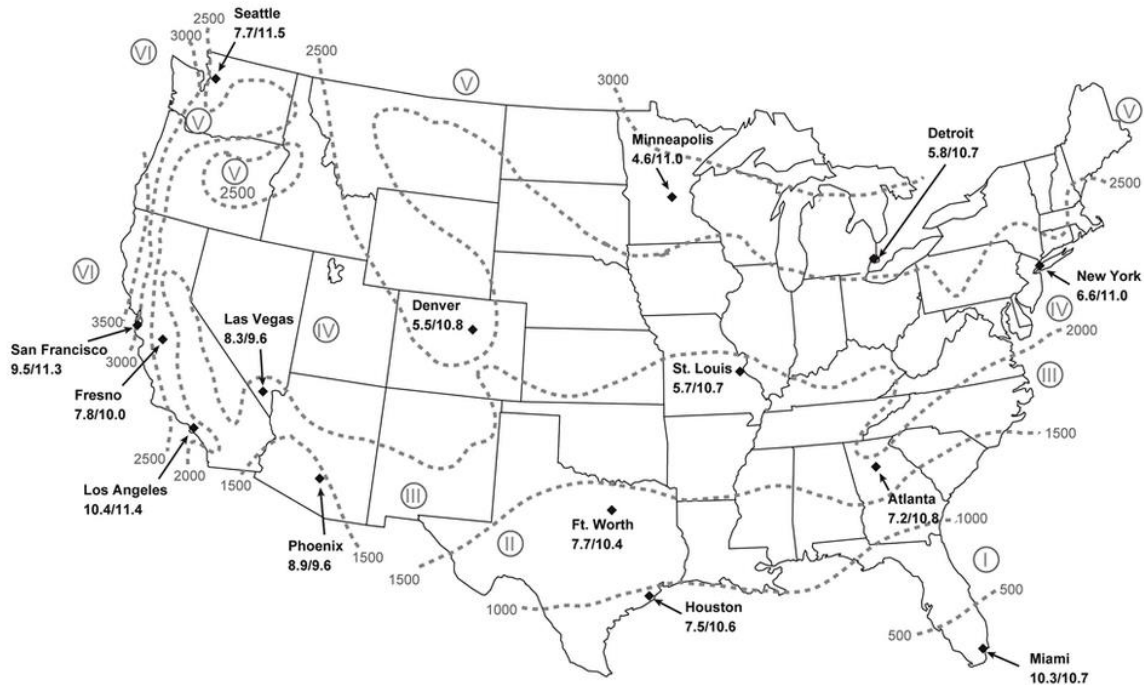 Seattle
7.7/11.5
2500
3000
VI
2500
V
3000
V
Minneapolis
4.6/11.0
Detroit
5.8/10.7
V
V
2500
2500
VI
New York
6.6/11.0
IV
2000
III
Denver
5.5/10.8
Las Vegas
8.3/9.6
IV
3500
San Francisco
9.5/11.3
3000
Fresno
7.8/10.0
St. Louis
5.7/10.7
1500
2500
2000
1500
Los Angeles
10.4/11.4
III
Atlanta
7.2/10.8
1000
Ft. Worth
7.7/10.4
II
Phoenix
8.9/9.6
1500
1500
I
1000
Houston
7.5/10.6
500
500
Miami
10.3/10.7